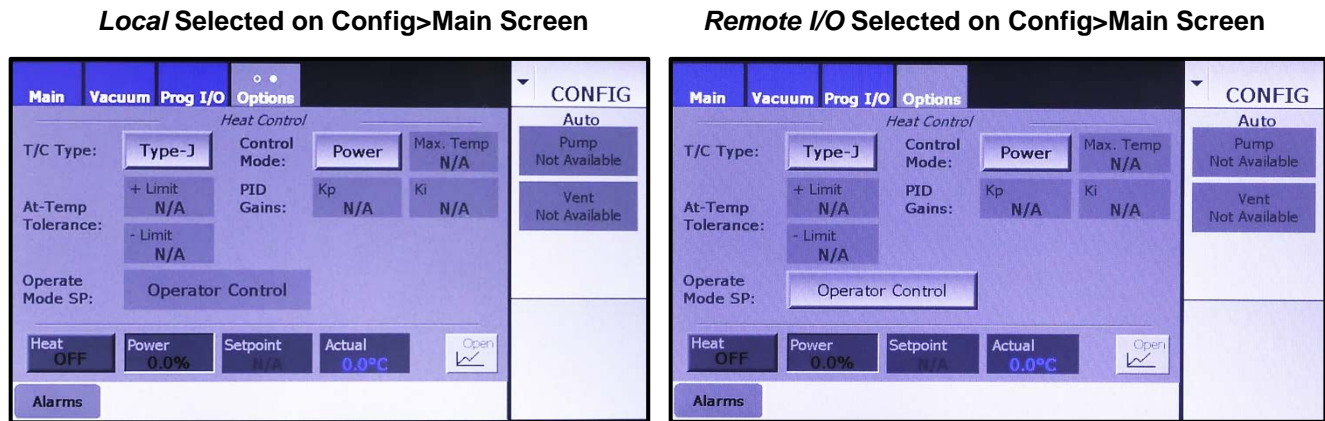 Local Selected on Config>Main Screen
Remote I/O Selected on Config>Main Screen
Main Vacuum Prog I/O Options
CONFIG
Heat Control
Auto
T/C Type: Type-J Control Mode: Power Max. Temp N/A
Pump Not Available
At-Temp Tolerance: + Limit N/A PID Gains: Kp N/A Ki N/A
Vent Not Available
- Limit N/A
Operate Mode SP: Operator Control
Heat OFF Power 0.0% Setpoint N/A Actual 0.0°C Open
Alarms
Main Vacuum Prog I/O Options
CONFIG
Heat Control
Auto
T/C Type: Type-J Control Mode: Power Max. Temp N/A
Pump Not Available
At-Temp Tolerance: + Limit N/A PID Gains: Kp N/A Ki N/A
Vent Not Available
- Limit N/A
Operate Mode SP: Operator Control
Heat OFF Power 0.0% Setpoint N/A Actual 0.0°C Open
Alarms